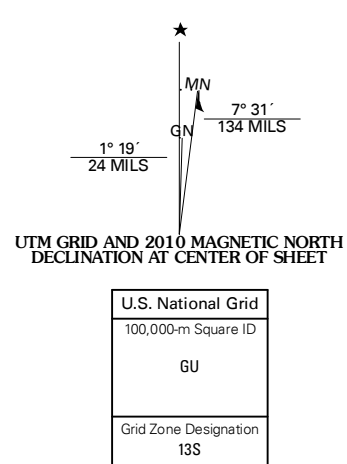 MN
7° 31´
134 MILS
GN
1° 19´
24 MILS
UTM GRID AND 2010 MAGNETIC NORTH
DECLINATION AT CENTER OF SHEET
U.S. National Grid
100,000-m Square ID
GU
Grid Zone Designation
13S